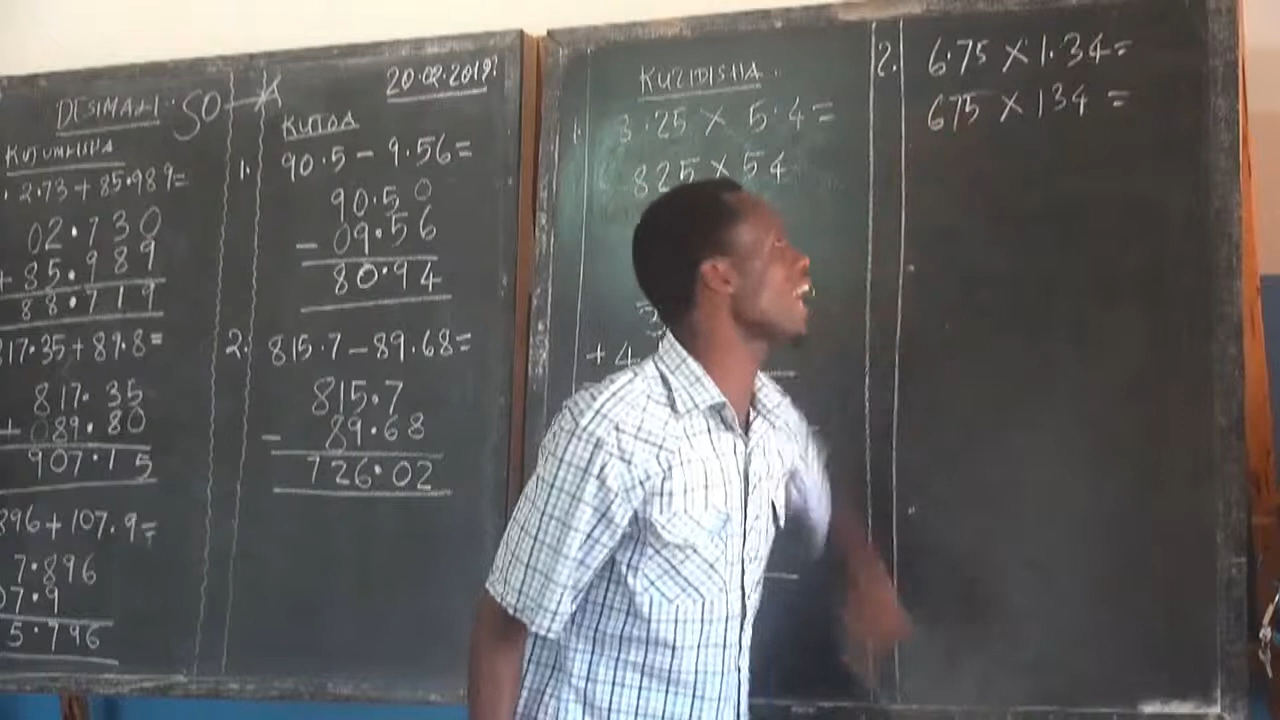 DESIMALI
KUJUMLISHA
2.73 + 85.989=
02.730
+ 85.989
88.719
817.35 + 89.8=
817.35
+ 089.80
907.15
896 + 107.9=
7.896
07.9
5.796
20.02.2019
KUTOA
1. 90.5 - 9.56=
90.50
- 09.56
80.94
2. 815.7 - 89.68=
815.7
- 89.68
726.02
KUZIDISHA
1. 3.25 X 5.4=
825 X 54
+ 4
2. 6.75 X 1.34=
675 X 134 =